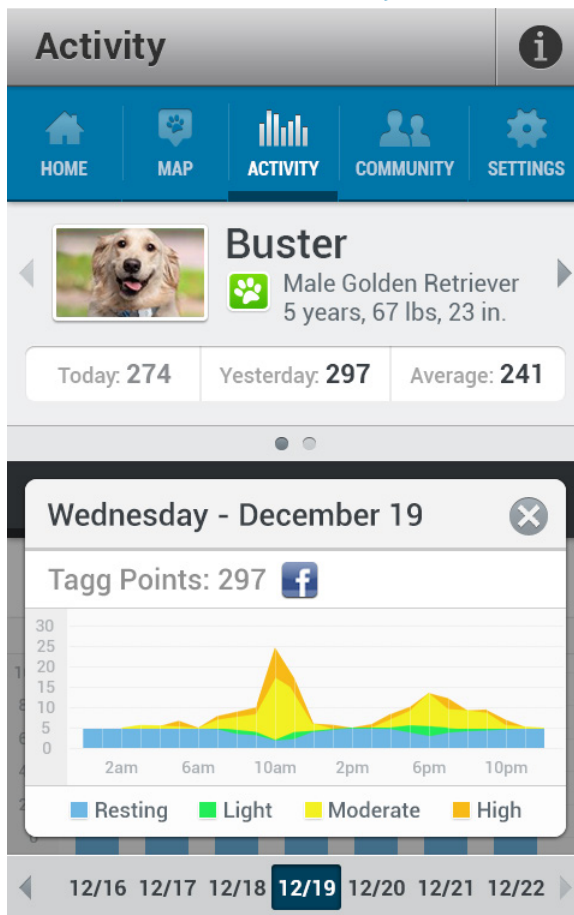 Activity
i
HOME MAP ACTIVITY COMMUNITY SETTINGS
Buster
Male Golden Retriever
5 years, 67 lbs, 23 in.
Today: 274 Yesterday: 297 Average: 241
Wednesday - December 19
Tagg Points: 297 f
30
25
20
15
10
5
0
2am 6am 10am 2pm 6pm 10pm
Resting Light Moderate High
12/16 12/17 12/18 12/19 12/20 12/21 12/22